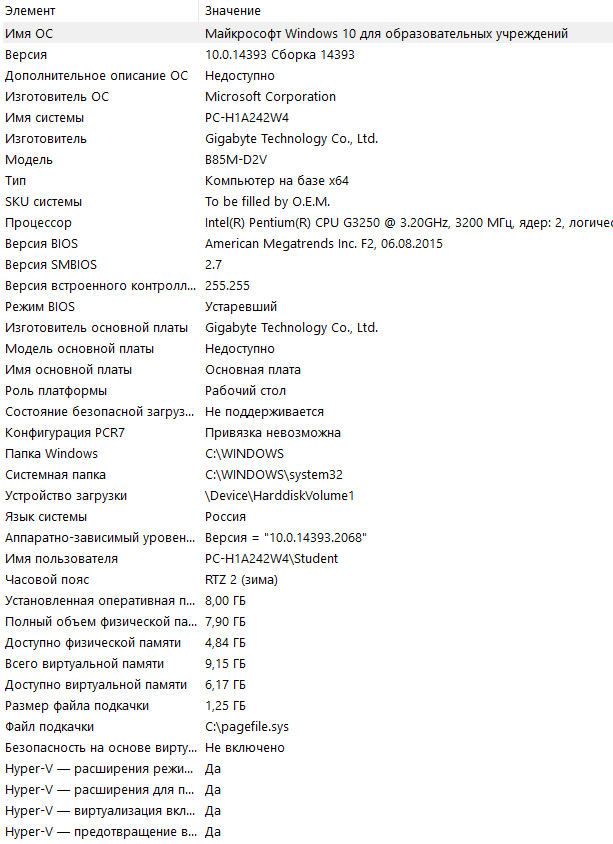 Элемент Значение
Имя ОС Майкрософт Windows 10 для образовательных учреждений
Версия 10.0.14393 Сборка 14393
Дополнительное описание ОС Недоступно
Изготовитель ОС Microsoft Corporation
Имя системы PC-H1A242W4
Изготовитель Gigabyte Technology Co., Ltd.
Модель B85M-D2V
Тип Компьютер на базе x64
SKU системы To be filled by O.E.M.
Процессор Intel(R) Pentium(R) CPU G3250 @ 3.20GHz, 3200 МГц, ядер: 2, логичес
Версия BIOS American Megatrends Inc. F2, 06.08.2015
Версия SMBIOS 2.7
Версия встроенного контролл... 255.255
Режим BIOS Устаревший
Изготовитель основной платы Gigabyte Technology Co., Ltd.
Модель основной платы Недоступно
Имя основной платы Основная плата
Роль платформы Рабочий стол
Состояние безопасной загруз... Не поддерживается
Конфигурация PCR7 Привязка невозможна
Папка Windows C:\WINDOWS
Системная папка C:\WINDOWS\system32
Устройство загрузки \Device\HarddiskVolume1
Язык системы Россия
Аппаратно-зависимый уровен... Версия = "10.0.14393.2068"
Имя пользователя PC-H1A242W4\Student
Часовой пояс RTZ 2 (зима)
Установленная оперативная п... 8,00 ГБ
Полный объем физической па... 7,90 ГБ
Доступно физической памяти 4,84 ГБ
Всего виртуальной памяти 9,15 ГБ
Доступно виртуальной памяти 6,17 ГБ
Размер файла подкачки 1,25 ГБ
Файл подкачки C:\pagefile.sys
Безопасность на основе вирту... Не включено
Hyper-V — расширения режи... Да
Hyper-V — расширения для п... Да
Hyper-V — виртуализация вкл... Да
Hyper-V — предотвращение в... Да